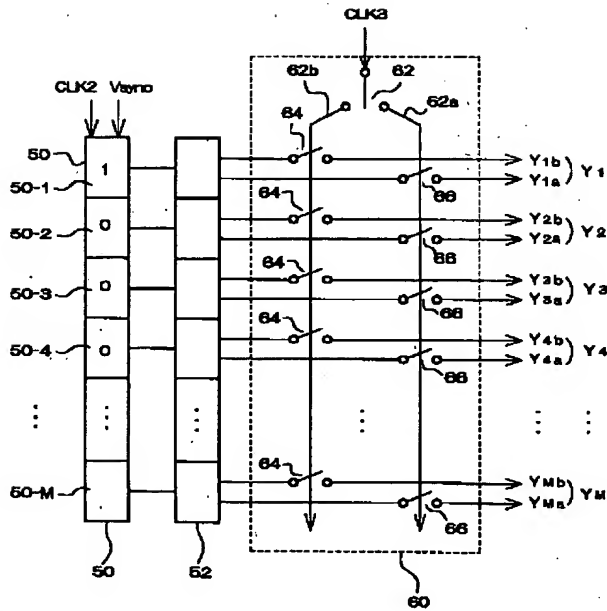 CLK3
62b 62
CLK2 Vsync 62a
64
50
50-1 1 Y1b Y1
66 Y1a
64
50-2 0 Y2b Y2
66 Y2a
64
50-3 0 Y3b Y3
66 Y3a
64
50-4 0 Y4b Y4
66 Y4a
64
50-M YMb YM
66 YMa
50 52
60